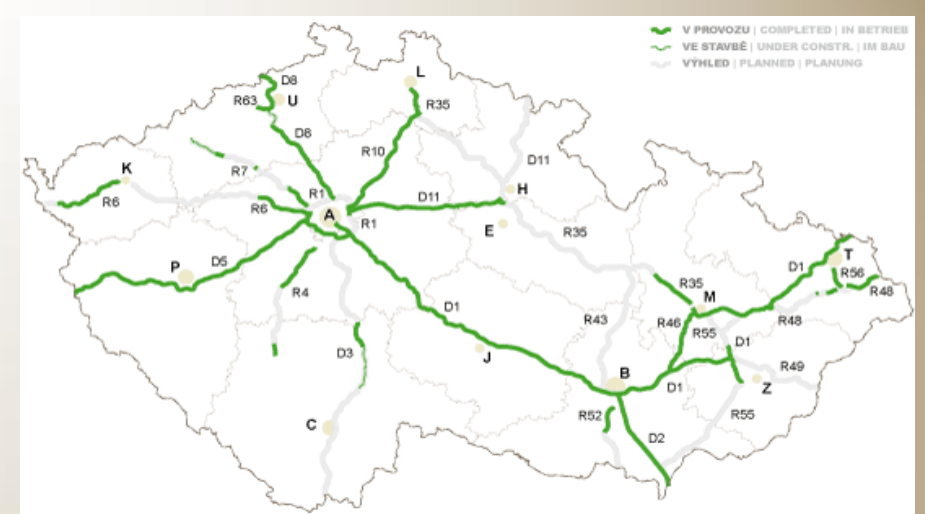 V PROVOZU | COMPLETED | IN BETRIEB
VE STAVBĚ | UNDER CONSTR. | IM BAU
VÝHLED | PLANNED | PLANUNG
L
D8
R63
U
R35
D8
R10
D11
K
R7
R1
D11
H
R6
R6
A
R1
E
R35
P
D5
T
D1
R56
R4
R35
M
R48
D1
R43
R46
R55
R48
D3
J
D1
B
D1
R49
Z
C
R52
R55
D2